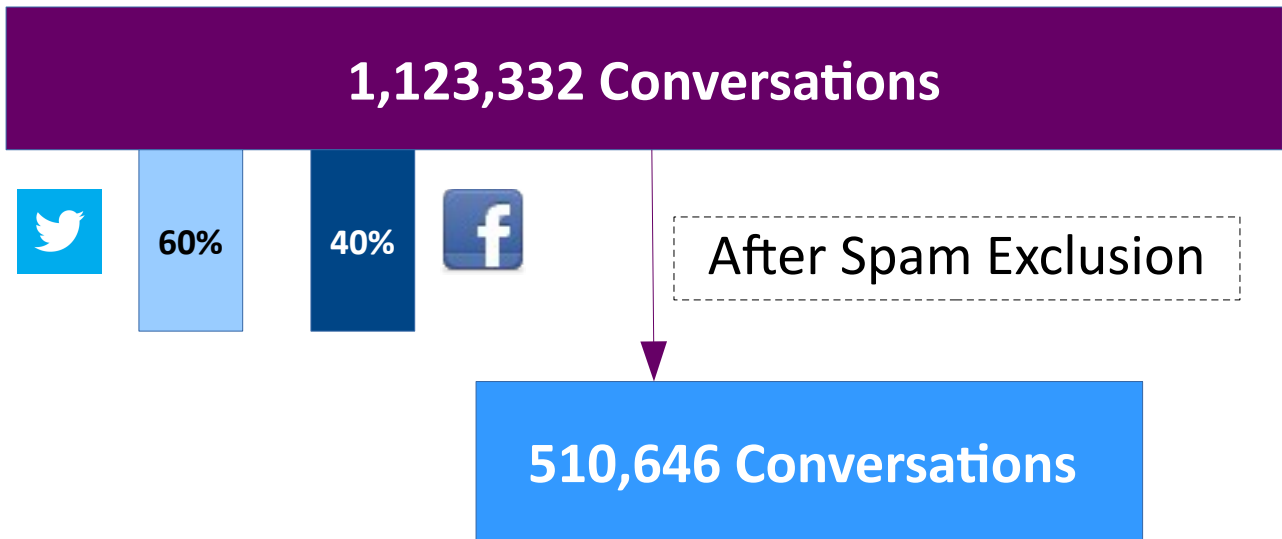 1,123,332 Conversations
60%
40%
After Spam Exclusion
510,646 Conversations